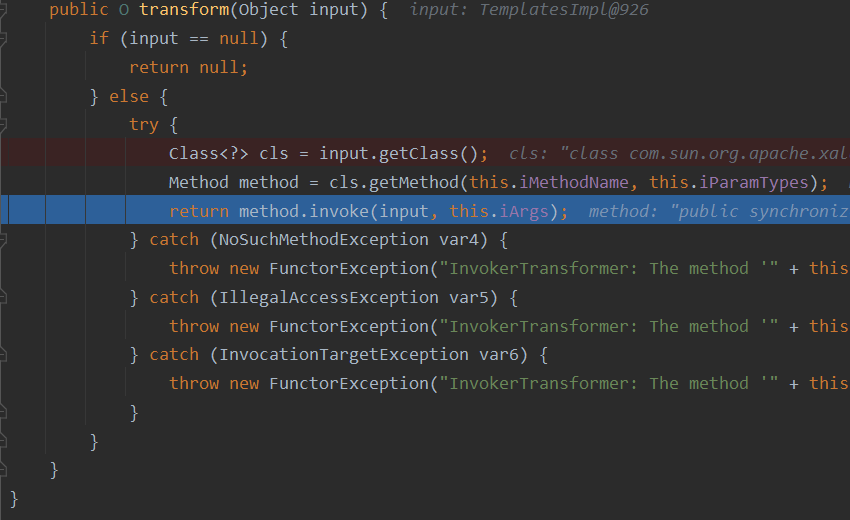 public O transform(Object input) {  input: TemplatesImpl@926
if (input == null) {
return null;
} else {
try {
Class<?> cls = input.getClass();  cls: "class com.sun.org.apache.xal
Method method = cls.getMethod(this.iMethodName, this.iParamTypes);
return method.invoke(input, this.iArgs);  method: "public synchroniz
} catch (NoSuchMethodException var4) {
throw new FunctorException("InvokerTransformer: The method '" + this
} catch (IllegalAccessException var5) {
throw new FunctorException("InvokerTransformer: The method '" + this
} catch (InvocationTargetException var6) {
throw new FunctorException("InvokerTransformer: The method '" + this
}
}
}
}